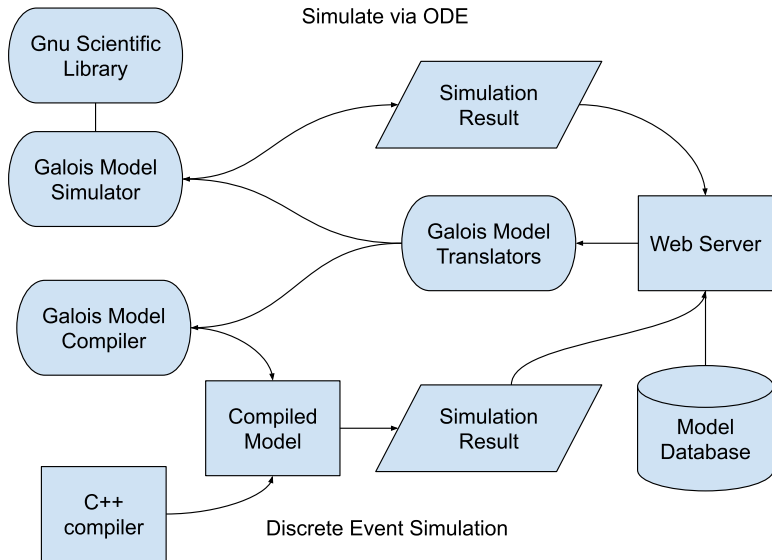 Simulate via ODE
Gnu Scientific
Library
Simulation
Result
Galois Model
Simulator
Galois Model
Translators
Web Server
Galois Model
Compiler
Compiled
Model
Simulation
Result
Model
Database
C++
compiler
Discrete Event Simulation